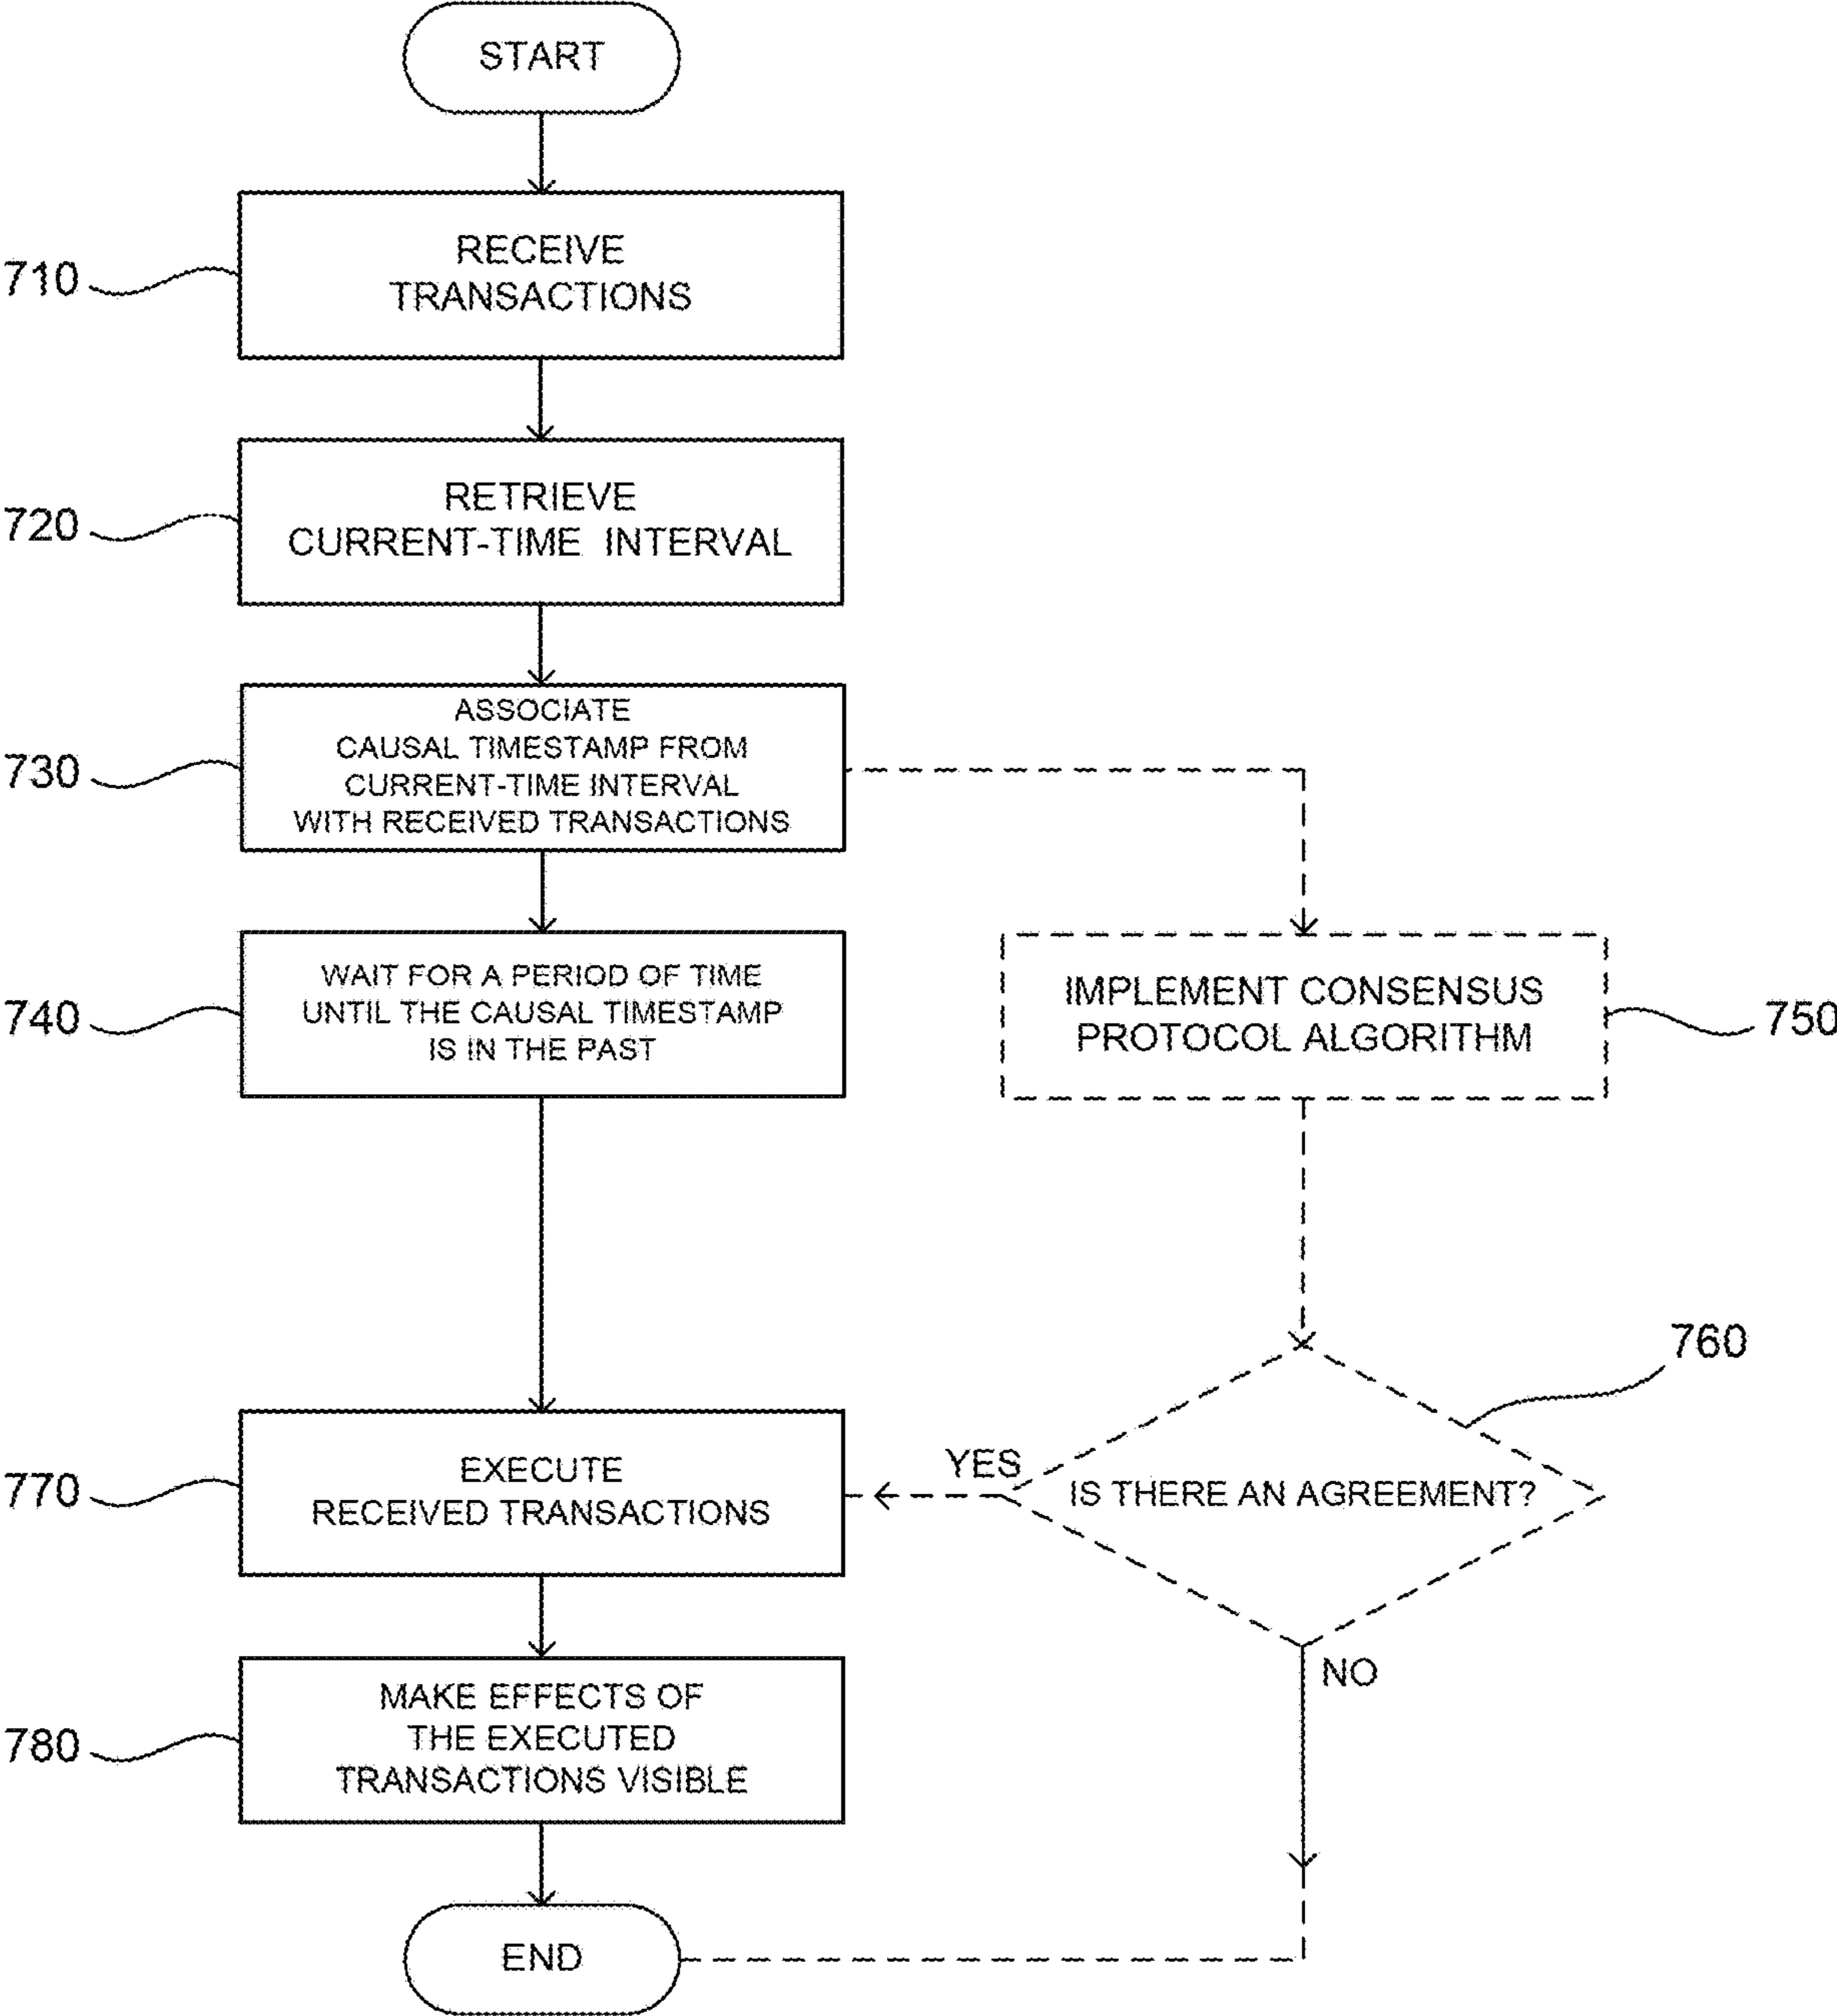 START
710
RECEIVE
TRANSACTIONS
720
RETRIEVE
CURRENT-TIME INTERVAL
730
ASSOCIATE
CAUSAL TIMESTAMP FROM
CURRENT-TIME INTERVAL
WITH RECEIVED TRANSACTIONS
740
WAIT FOR A PERIOD OF TIME
UNTIL THE CAUSAL TIMESTAMP
IS IN THE PAST
IMPLEMENT CONSENSUS
PROTOCOL ALGORITHM
750
760
770
EXECUTE
RECEIVED TRANSACTIONS
YES
IS THERE AN AGREEMENT?
NO
780
MAKE EFFECTS OF
THE EXECUTED
TRANSACTIONS VISIBLE
END